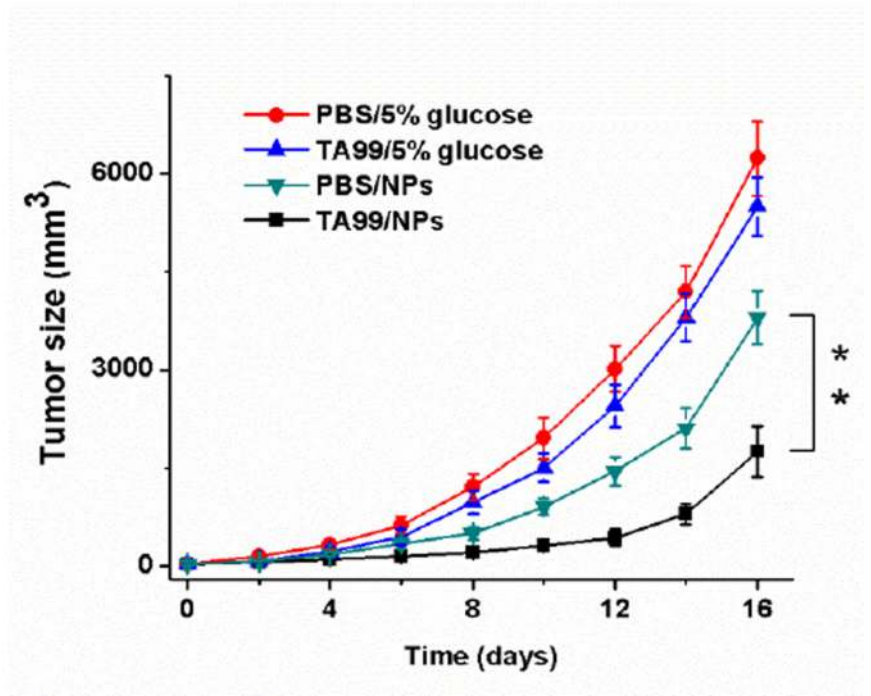 PBS/5% glucose
TA99/5% glucose
PBS/NPs
TA99/NPs
Tumor size (mm³)
6000
3000
0
*
*
0 4 8 12 16
Time (days)